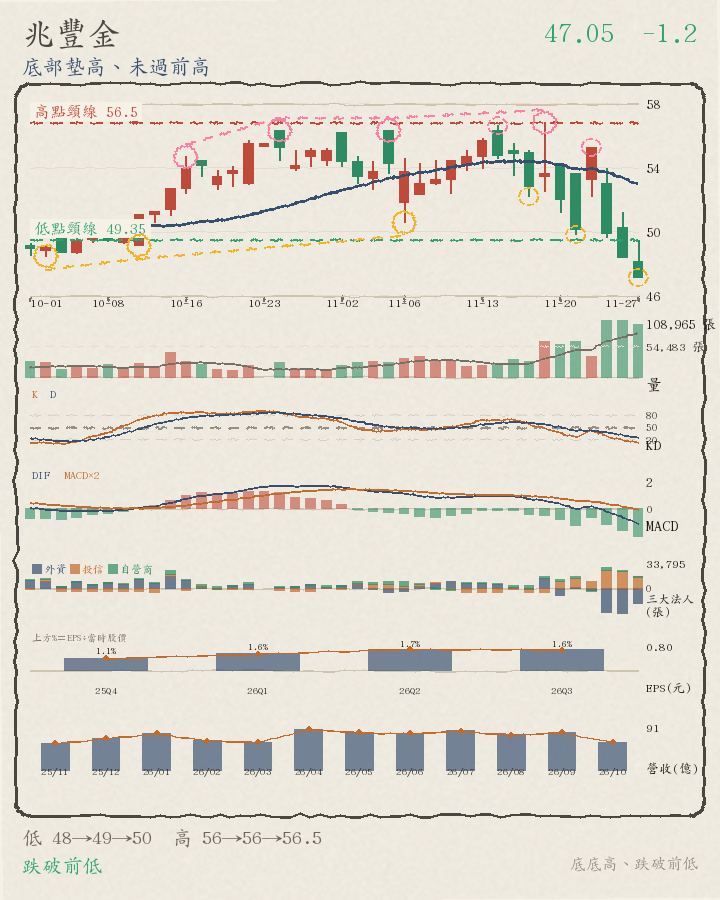 兆豐金
47.05 -1.2
底部墊高、未過前高
高點頸線 56.5
58
54
低點頸線 49.35
50
46
10-01 10-08 10-16 10-23 11-02 11-06 11-13 11-20 11-27
108,965 張
54,483 張
量
K D
80
50
20
KD
DIF MACD×2
2
0
MACD
外資 投信 自營商
33,795
0
三大法人
(張)
上方%=EPS÷當時股價
1.1% 1.6% 1.7% 1.6%
0.80
25Q4 26Q1 26Q2 26Q3
EPS(元)
91
25/11 25/12 26/01 26/02 26/03 26/04 26/05 26/06 26/07 26/08 26/09 26/10
營收(億)
低 48→49→50 高 56→56→56.5
跌破前低
底底高、跌破前低